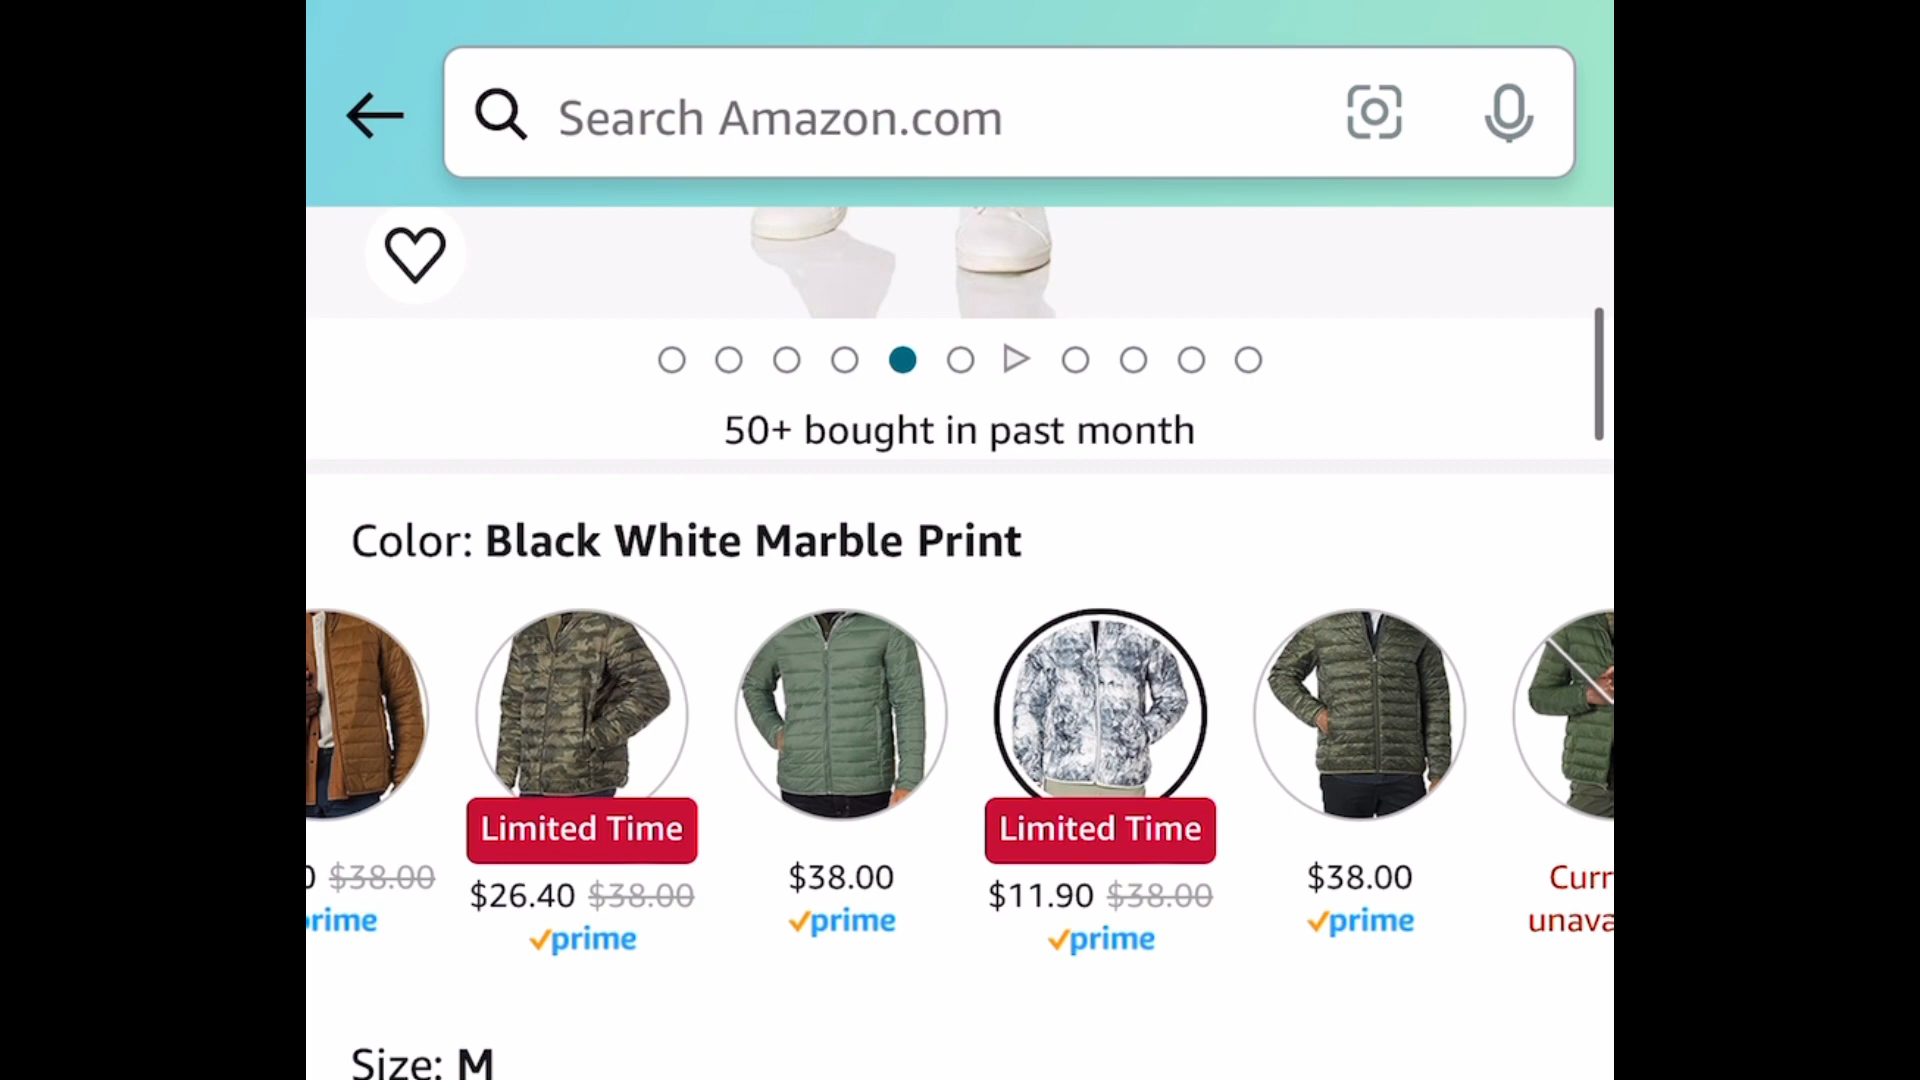 Search Amazon.com
50+ bought in past month
Color: Black White Marble Print
Limited Time
Limited Time
$38.00
$26.40 $38.00
$38.00
$11.90 $38.00
$38.00
prime
prime
prime
prime
Size: M